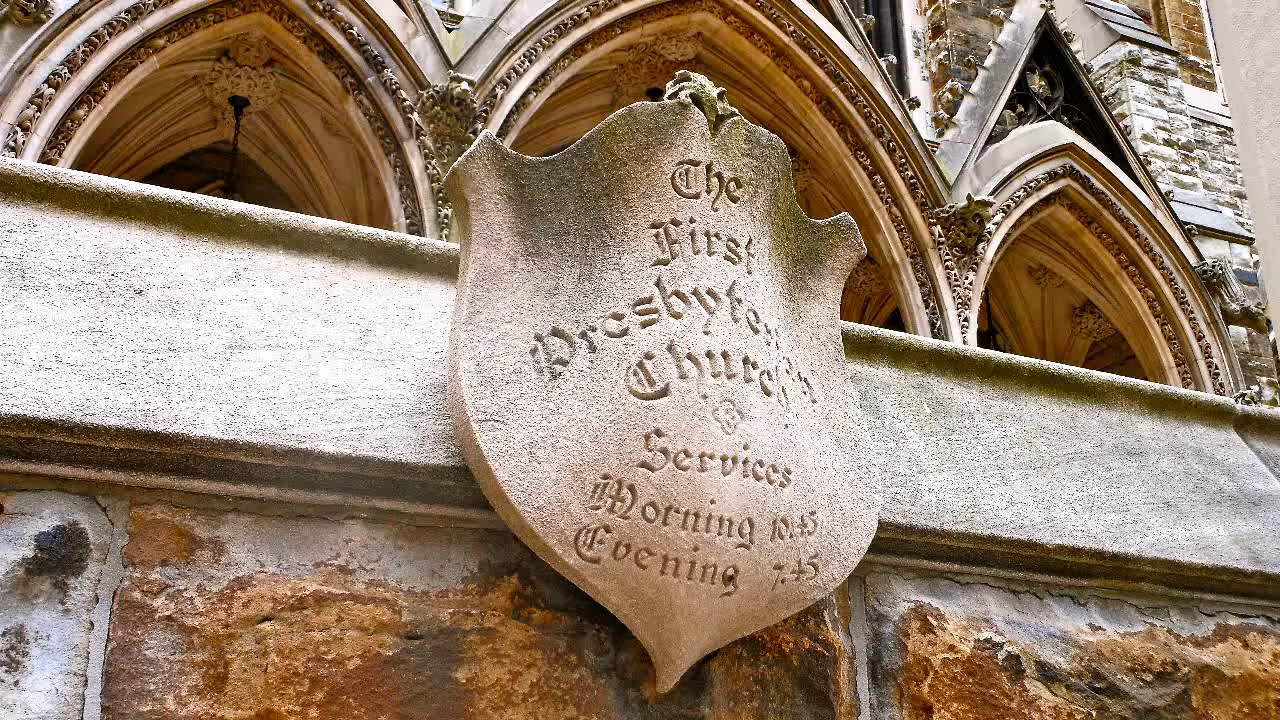 The
First
Presbyterian
Church
Services
Morning 10:45
Evening 7:45